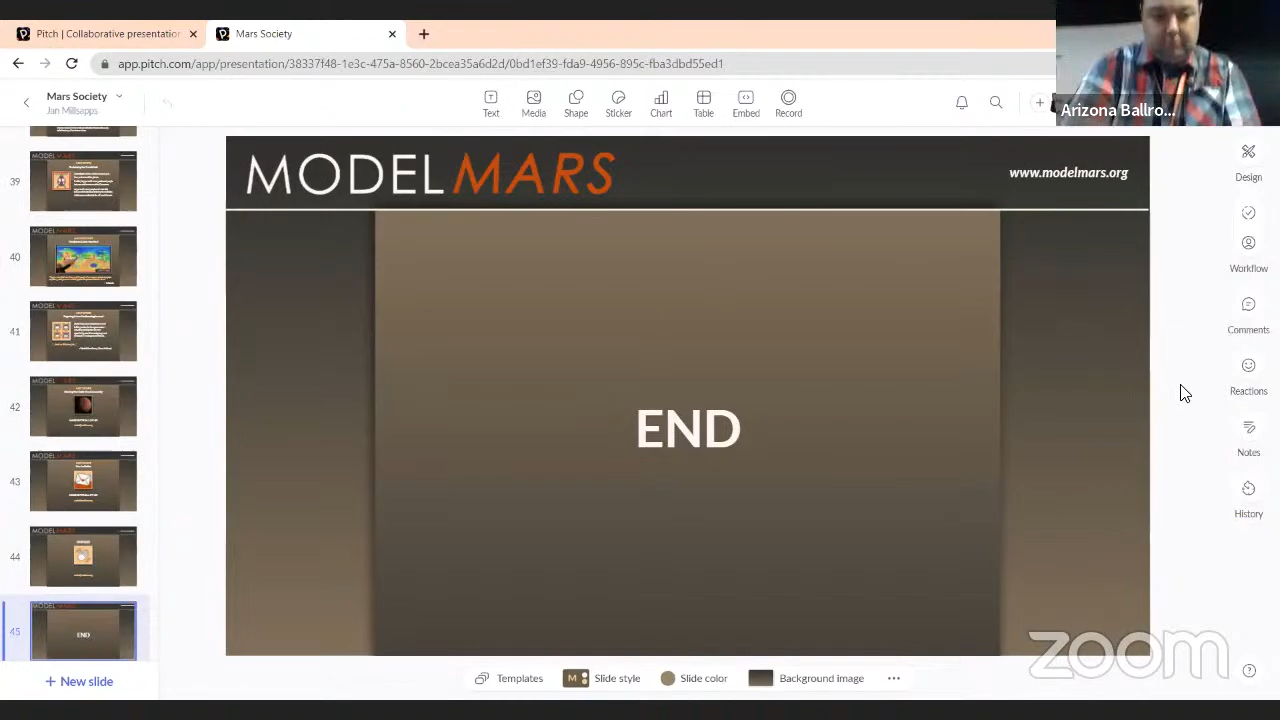 Pitch | Collaborative presentation
Mars Society
app.pitch.com/app/presentation/38337f48-1e3c-475a-8560-2bcea35a6d2d/0bd1ef39-fda9-4956-895c-fba3dbd55ed1
Mars Society
Jan Millsapps
Text
Media
Shape
Sticker
Chart
Table
Embed
Record
Arizona Ballro...
39
40
41
42
43
44
45
MODEL MARS
www.modelmars.org
END
Design
Workflow
Comments
Reactions
Notes
History
+ New slide
Templates
M
Slide style
Slide color
Background image
zoom